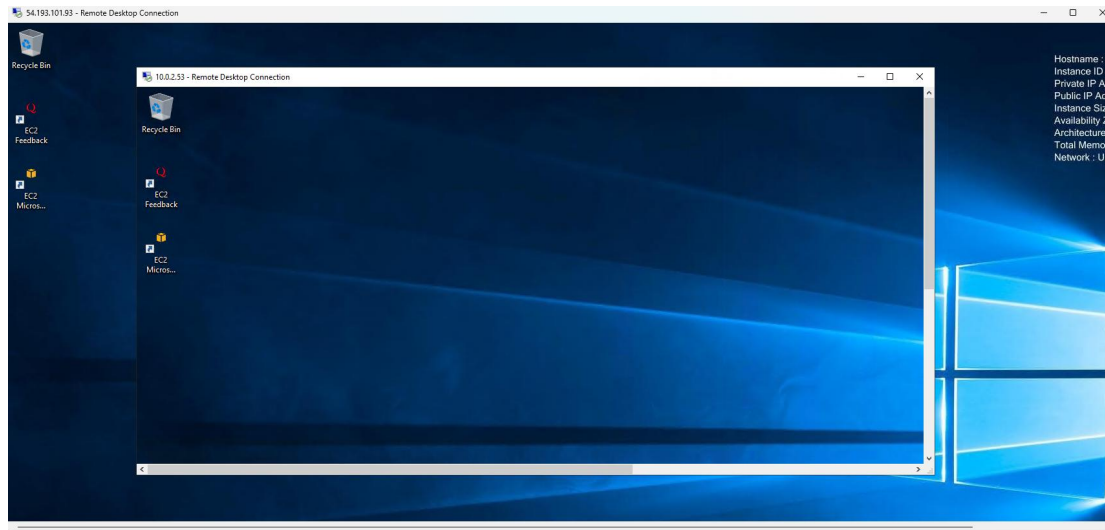 54.193.101.93 - Remote Desktop Connection
Recycle Bin
EC2
Feedback
EC2
Micros...
10.0.2.53 - Remote Desktop Connection
Recycle Bin
EC2
Feedback
EC2
Micros...
Hostname :
Instance ID
Private IP A
Public IP Ad
Instance Siz
Availability Z
Architecture
Total Memo
Network : U